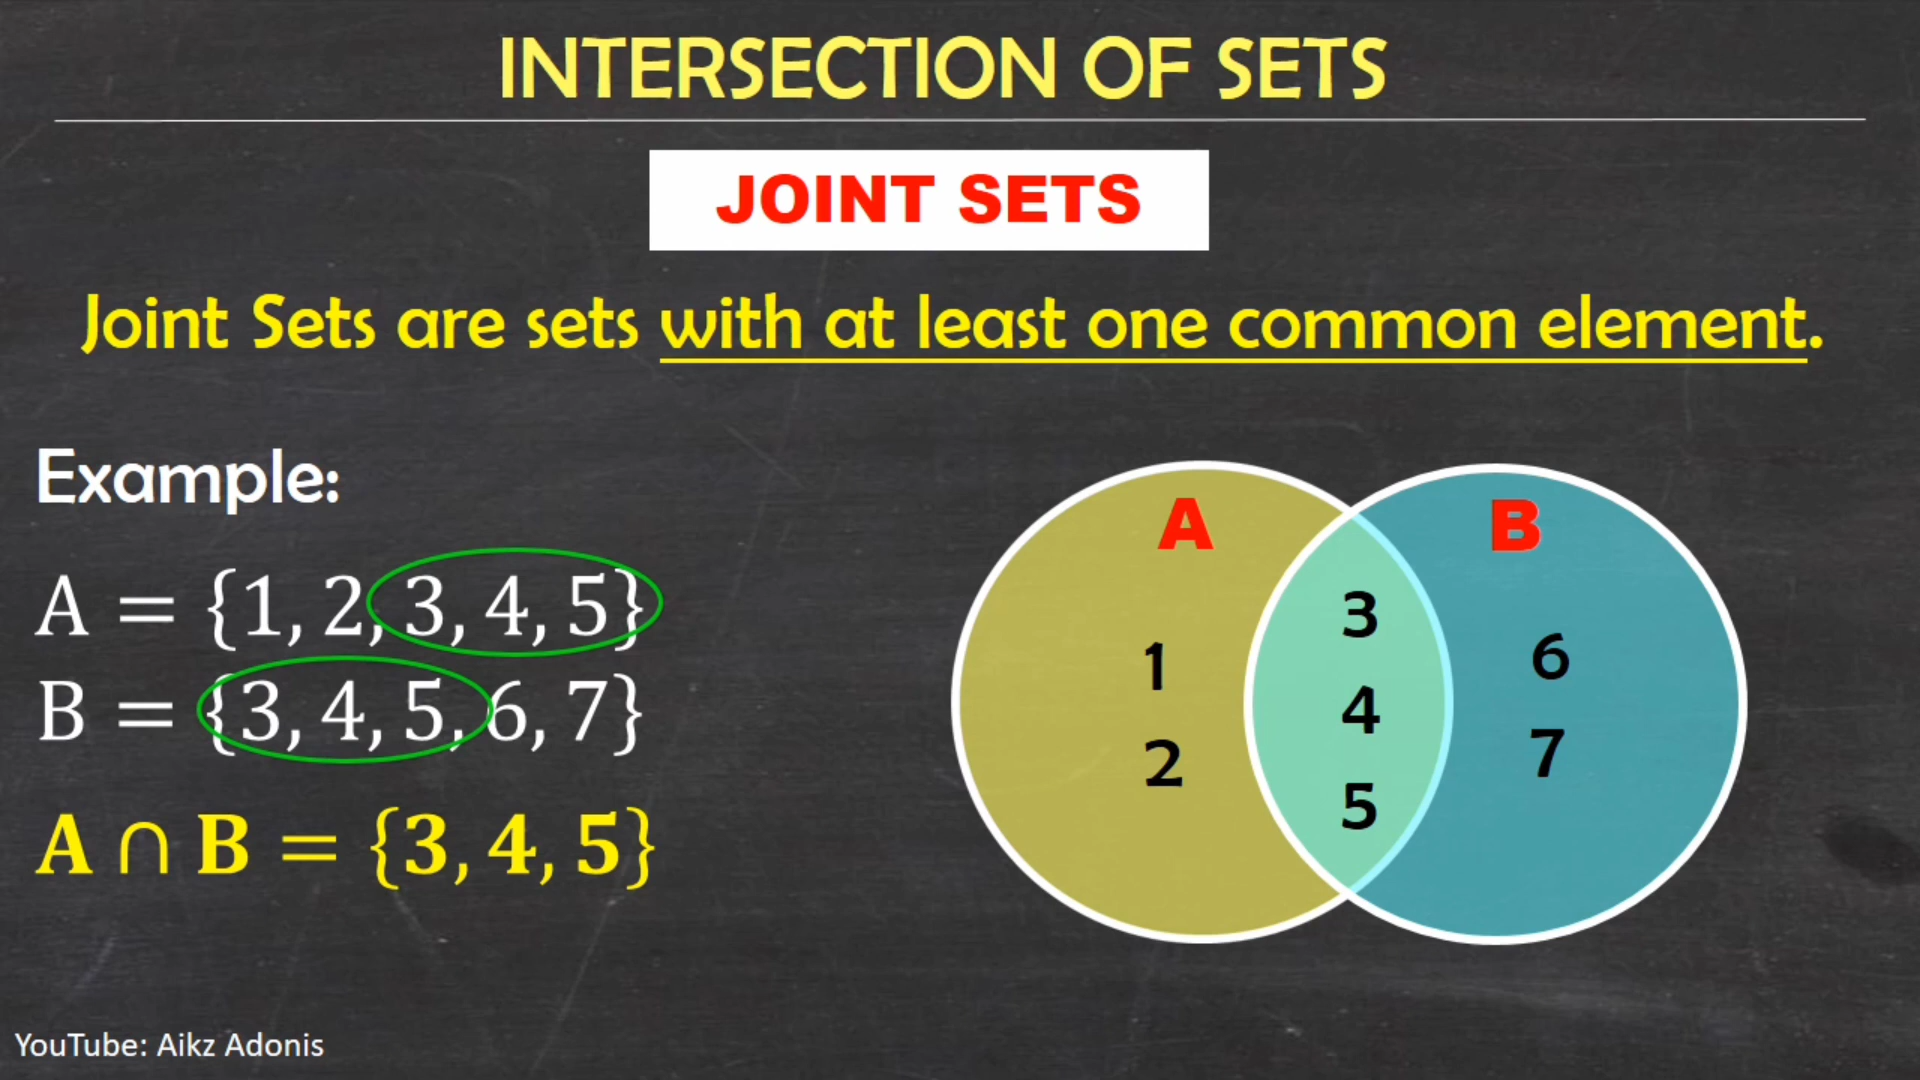 INTERSECTION OF SETS
JOINT SETS
Joint Sets are sets with at least one common element.
Example:
A = {1, 2, 3, 4, 5}
B = {3, 4, 5, 6, 7}
A ∩ B = {3, 4, 5}
A
B
1
2
3
4
5
6
7
YouTube: Aikz Adonis